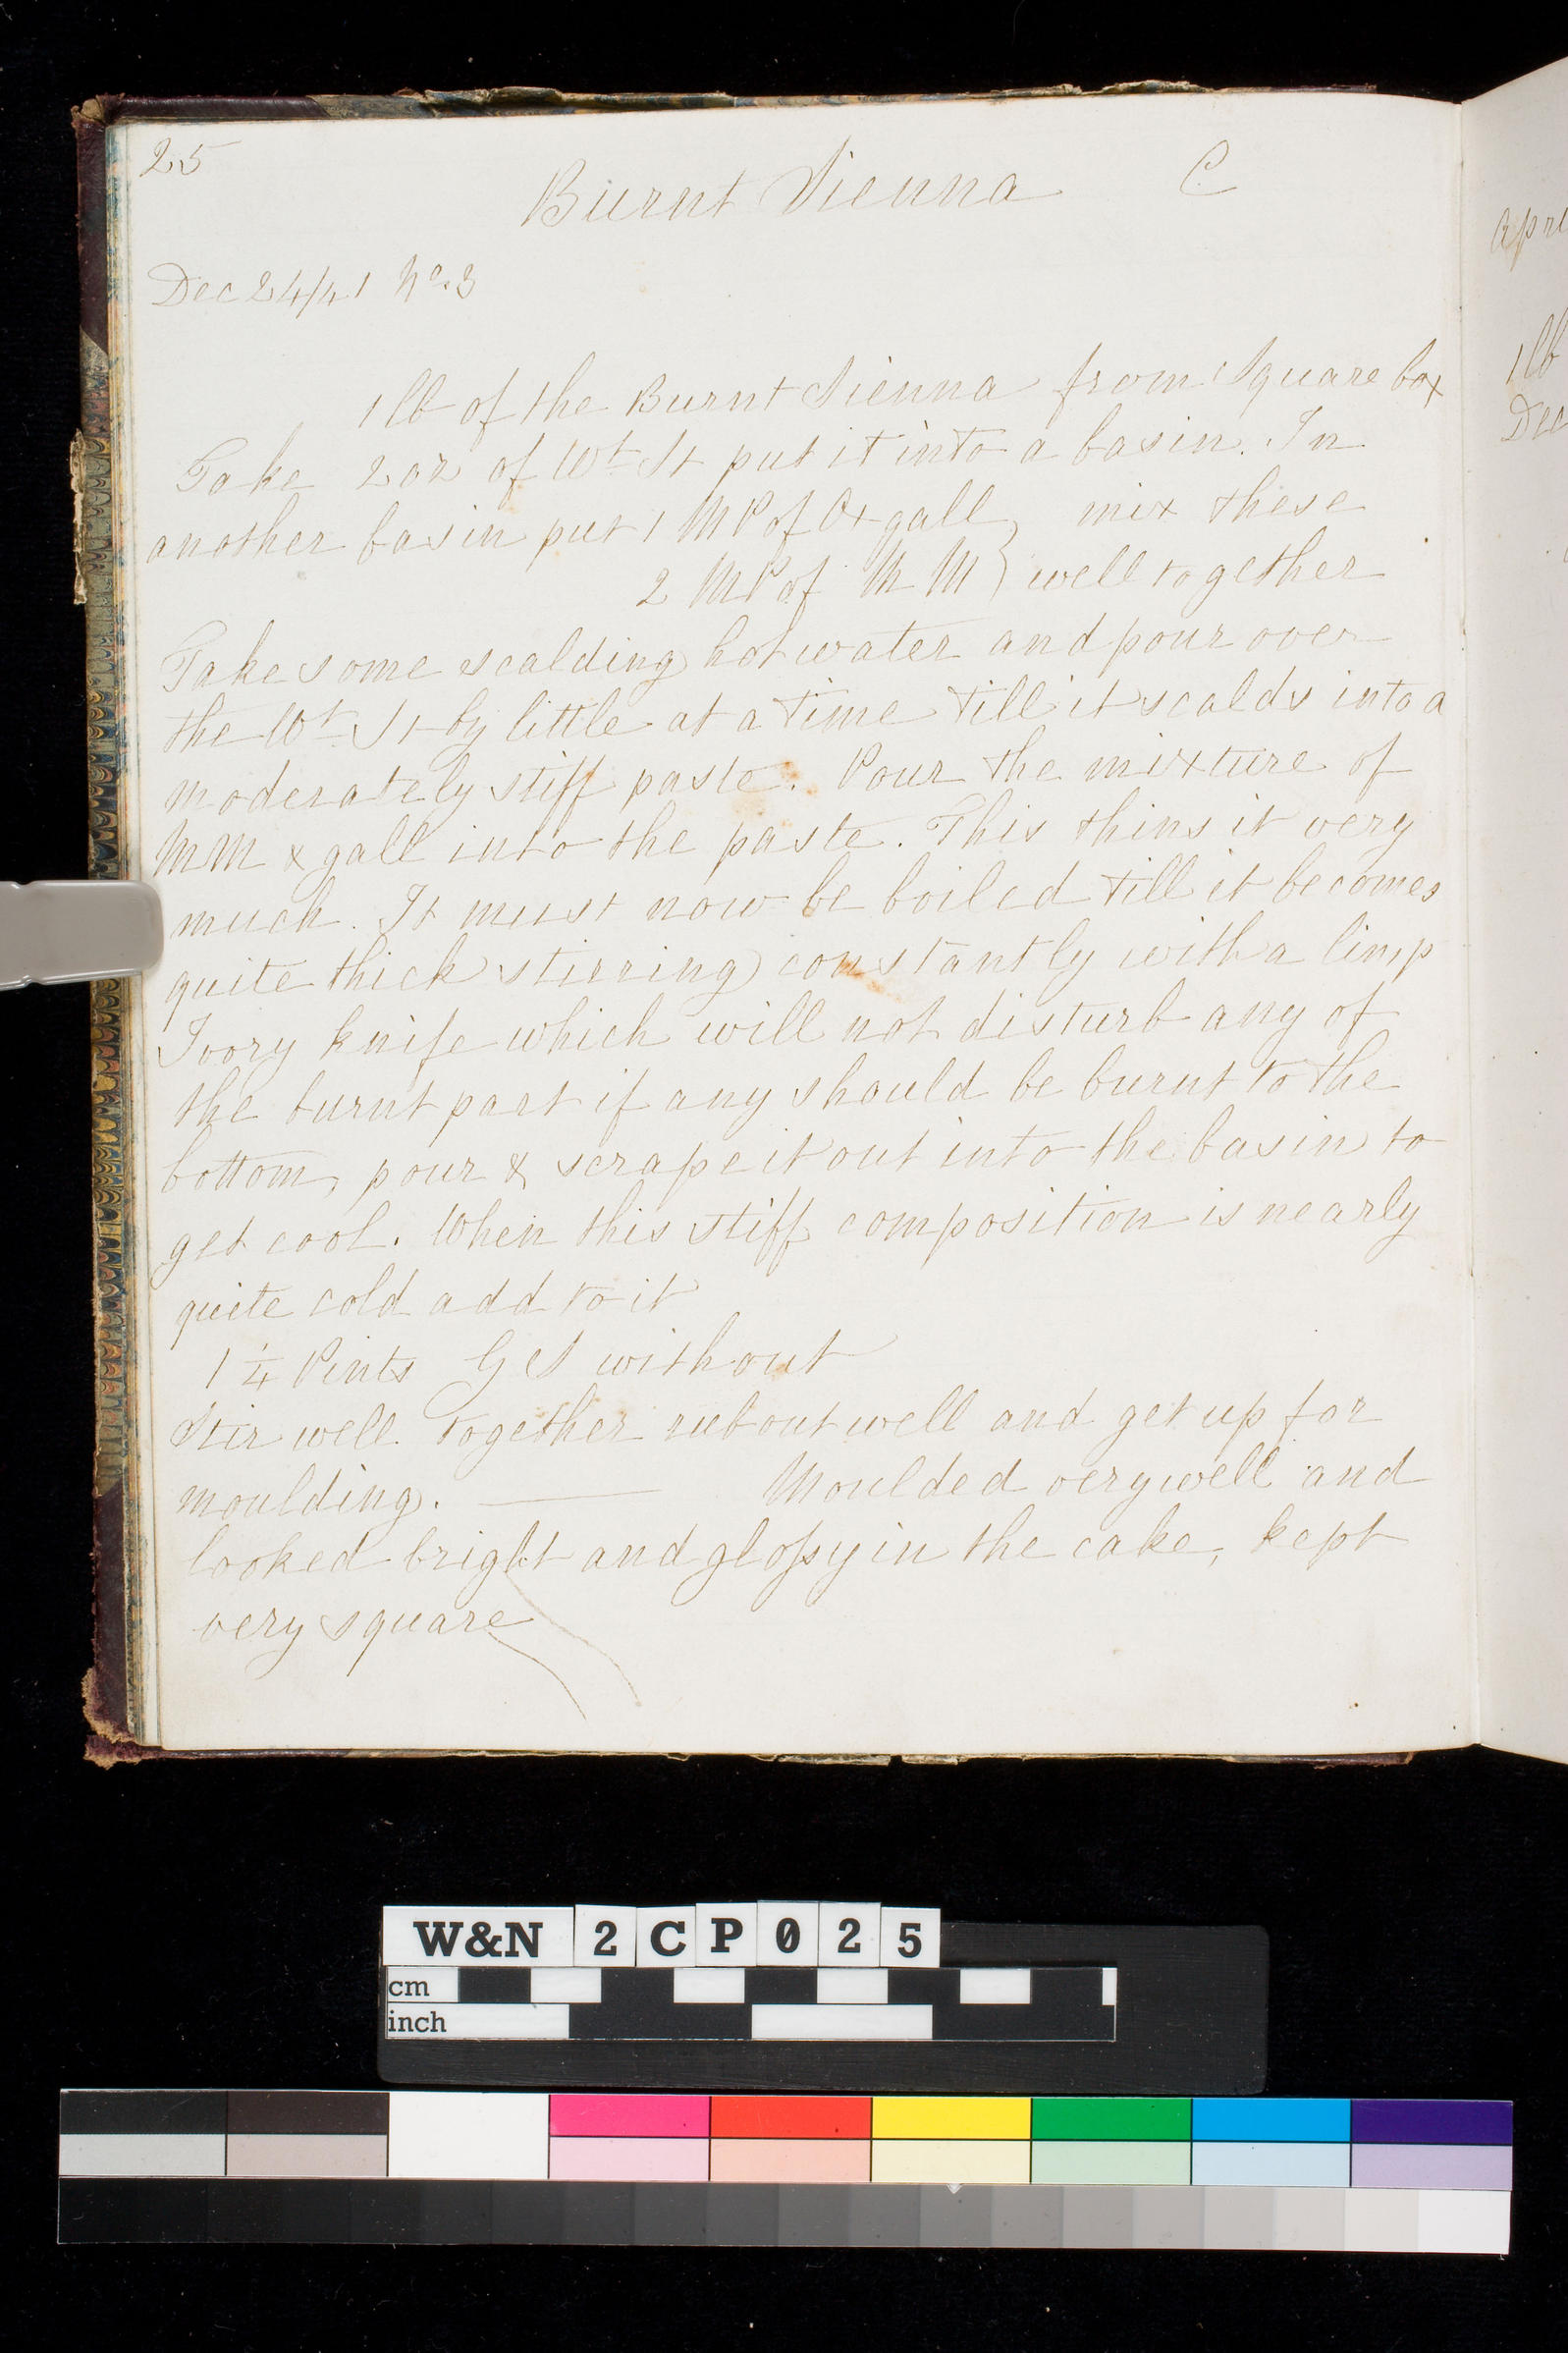 25
Burnt Sienna C
Dec 24/41 No. 3
1 lb of the Burnt Sienna from Square box
Take 2 oz of Wt St put it into a basin. In
another basin put 1 MP of Ox gall } mix these
2 MP of MM } well together
Take some scalding hot water and pour over
the Wt St by little at a time till it scalds into a
moderately stiff paste. Pour the mixture of
MM & gall into the paste. This thins it very
much. It must now be boiled till it becomes
quite thick stirring constantly with a limp
Ivory knife which will not disturb any of
the burnt part if any should be burnt to the
bottom, pour & scrape it out into the basin to
get cool. When this stiff composition is nearly
quite cold add to it
1 1/4 Pints G S without
Stir well together rub out well and get up for
moulding. — Moulded very well and
looked bright and glossy in the cake, kept
very square
Apri
1 lb
Dec
W&N 2CP025
cm
inch